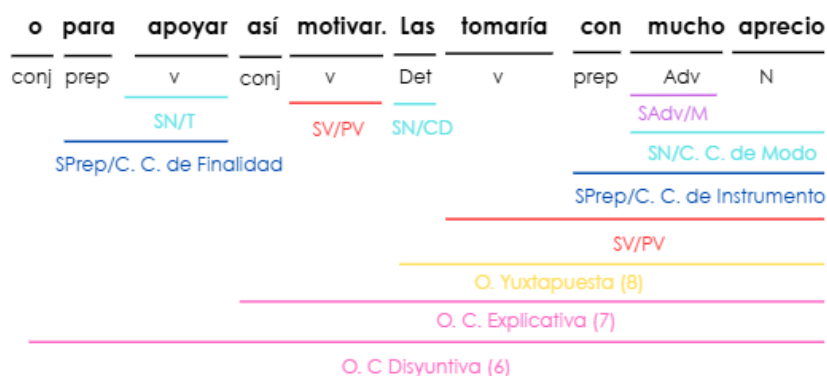 o para apoyar así motivar. Las tomaría con mucho aprecio
conj prep v conj v Det v prep Adv N
SN/T SV/PV SN/CD SAdv/M
SPrep/C. C. de Finalidad SN/C. C. de Modo
SPrep/C. C. de Instrumento
SV/PV
O. Yuxtapuesta (8)
O. C. Explicativa (7)
O. C Disyuntiva (6)